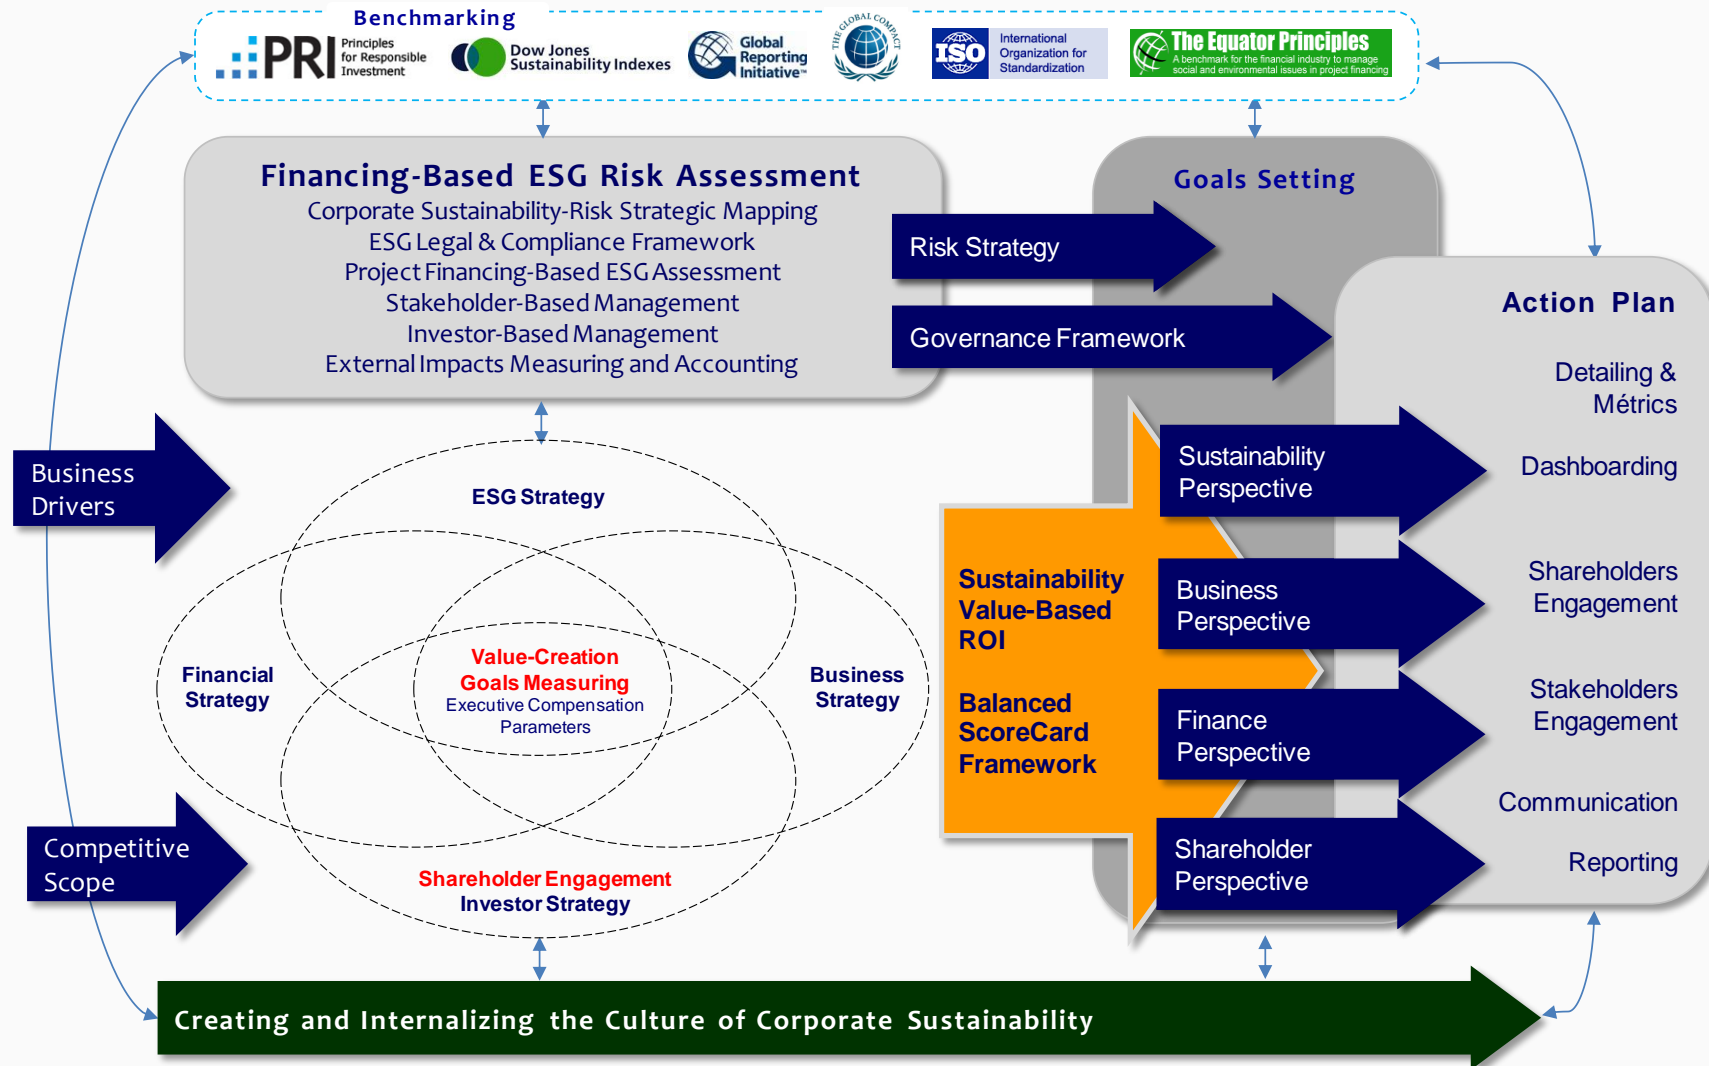 Benchmarking
PRI
Principles
for Responsible
Investment
Dow Jones
Sustainability Indexes
Global
Reporting
Initiative™
THE GLOBAL COMPACT
ISO
International
Organization for
Standardization
The Equator Principles
A benchmark for the financial industry to manage
social and environmental issues in project financing
Financing-Based ESG Risk Assessment
Corporate Sustainability-Risk Strategic Mapping
ESG Legal & Compliance Framework
Project Financing-Based ESG Assessment
Stakeholder-Based Management
Investor-Based Management
External Impacts Measuring and Accounting
Goals Setting
Risk Strategy
Governance Framework
Action Plan
Detailing &
Métrics
Dashboarding
Shareholders
Engagement
Stakeholders
Engagement
Communication
Reporting
Business
Drivers
Competitive
Scope
ESG Strategy
Financial
Strategy
Value-Creation
Goals Measuring
Executive Compensation
Parameters
Business
Strategy
Shareholder Engagement
Investor Strategy
Sustainability
Value-Based
ROI
Balanced
ScoreCard
Framework
Sustainability
Perspective
Business
Perspective
Finance
Perspective
Shareholder
Perspective
Creating and Internalizing the Culture of Corporate Sustainability